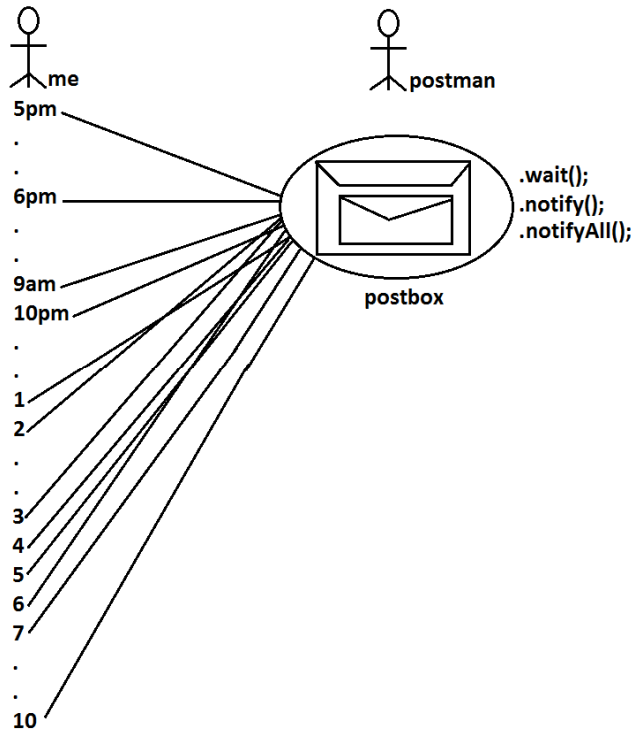 me
postman
5pm
.
.
6pm
.
.
9am
10pm
.
.
1
2
.
.
3
4
5
6
7
.
.
10
.wait();
.notify();
.notifyAll();
postbox